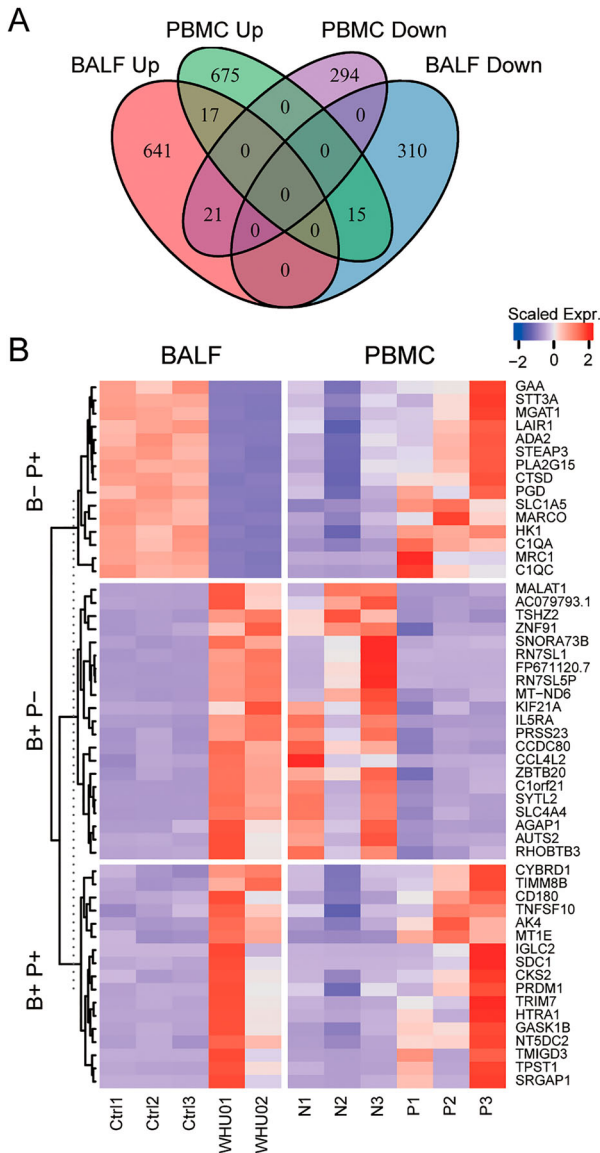 A
PBMC Up
PBMC Down
BALF Up
BALF Down
675
294
17
0
0
641
0
0
310
0
21
15
0
0
0
Scaled Expr.
−2
0
2
B
BALF
PBMC
B− P+
GAA
STT3A
MGAT1
LAIR1
ADA2
STEAP3
PLA2G15
CTSD
PGD
SLC1A5
MARCO
HK1
C1QA
MRC1
C1QC
B+ P−
MALAT1
AC079793.1
TSHZ2
ZNF91
SNORA73B
RN7SL1
FP671120.7
RN7SL5P
MT−ND6
KIF21A
IL5RA
PRSS23
CCDC80
CCL4L2
ZBTB20
C1orf21
SYTL2
SLC4A4
AGAP1
AUTS2
RHOBTB3
B+ P+
CYBRD1
TIMM8B
CD180
TNFSF10
AK4
MT1E
IGLC2
SDC1
CKS2
PRDM1
TRIM7
HTRA1
GASK1B
NT5DC2
TMIGD3
TPST1
SRGAP1
Ctrl1
Ctrl2
Ctrl3
WHU01
WHU02
N1
N2
N3
P1
P2
P3